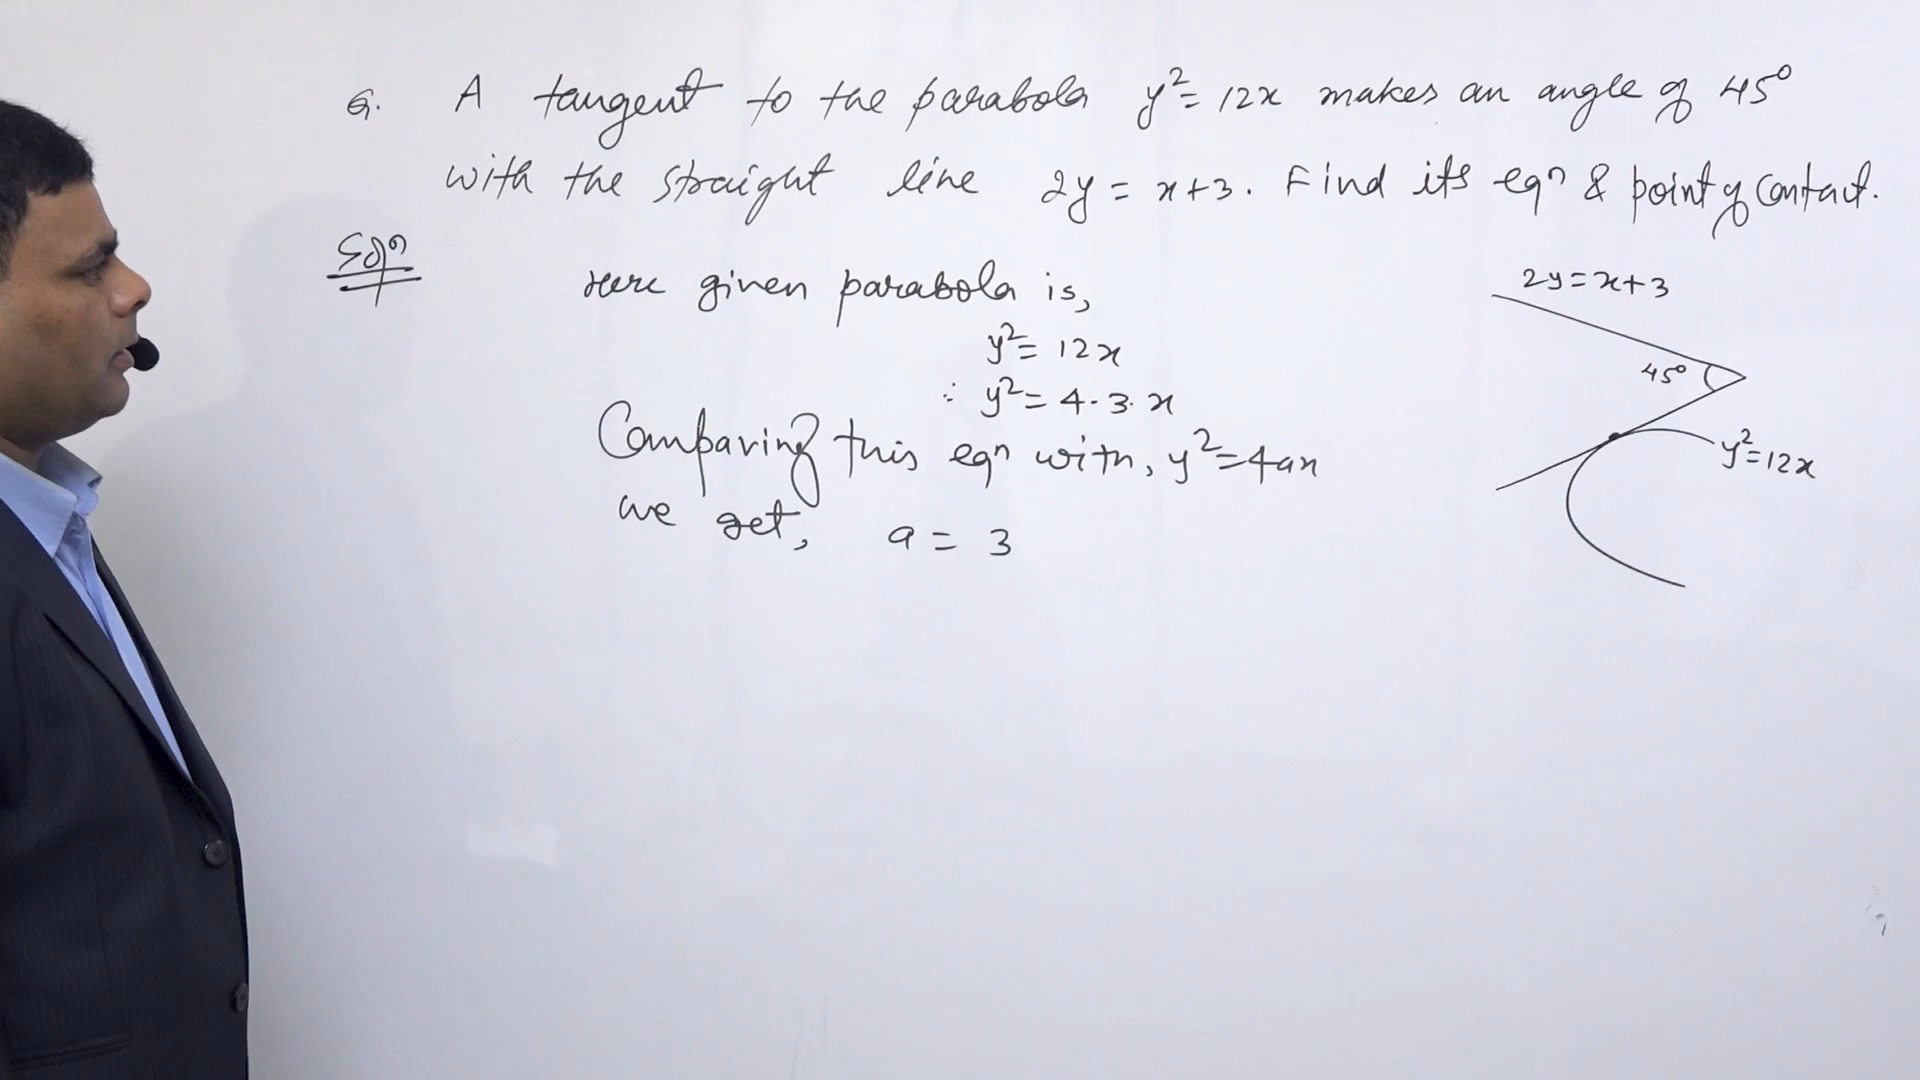 Q. A tangent to the parabola y²= 12x makes an angle of 45°
with the straight line 2y = x+3. Find its eqn & point of Contact.
Soln
Here given parabola is,
y²= 12x
∴ y²= 4·3·x
Comparing this eqn with, y²=4ax
we get, a = 3
2y=x+3
45°
y²=12x